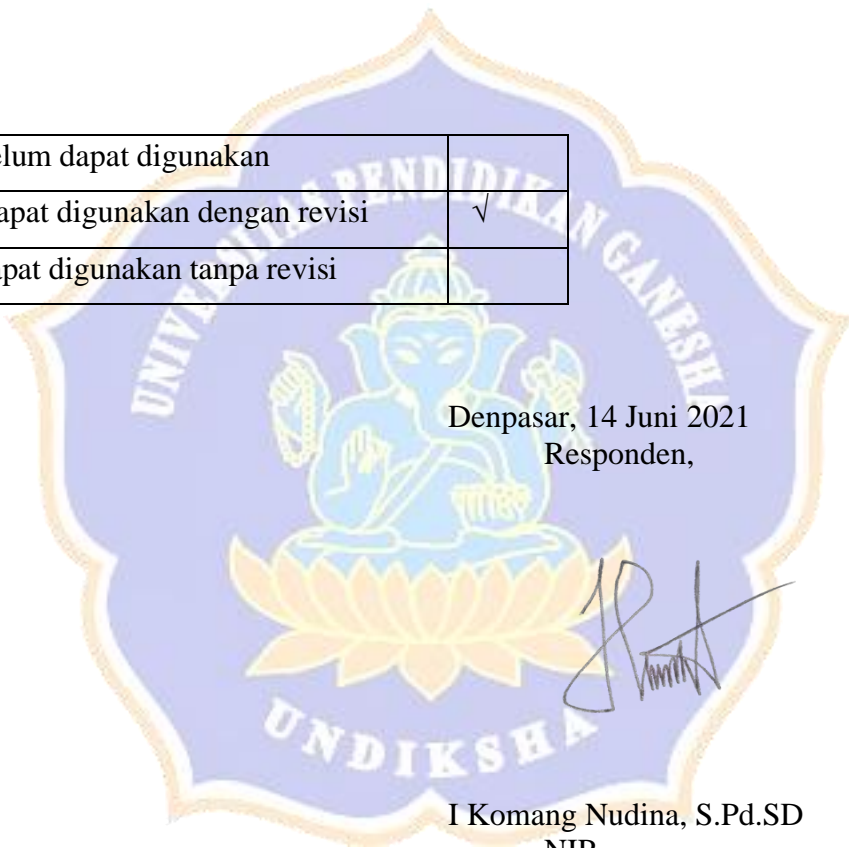 elum dapat digunakan
apat digunakan dengan revisi √
apat digunakan tanpa revisi
UNIVERSITAS PENDIDIKAN GANESHA
Denpasar, 14 Juni 2021
Responden,
UNDIKSHA
I Komang Nudina, S.Pd.SD
NIP